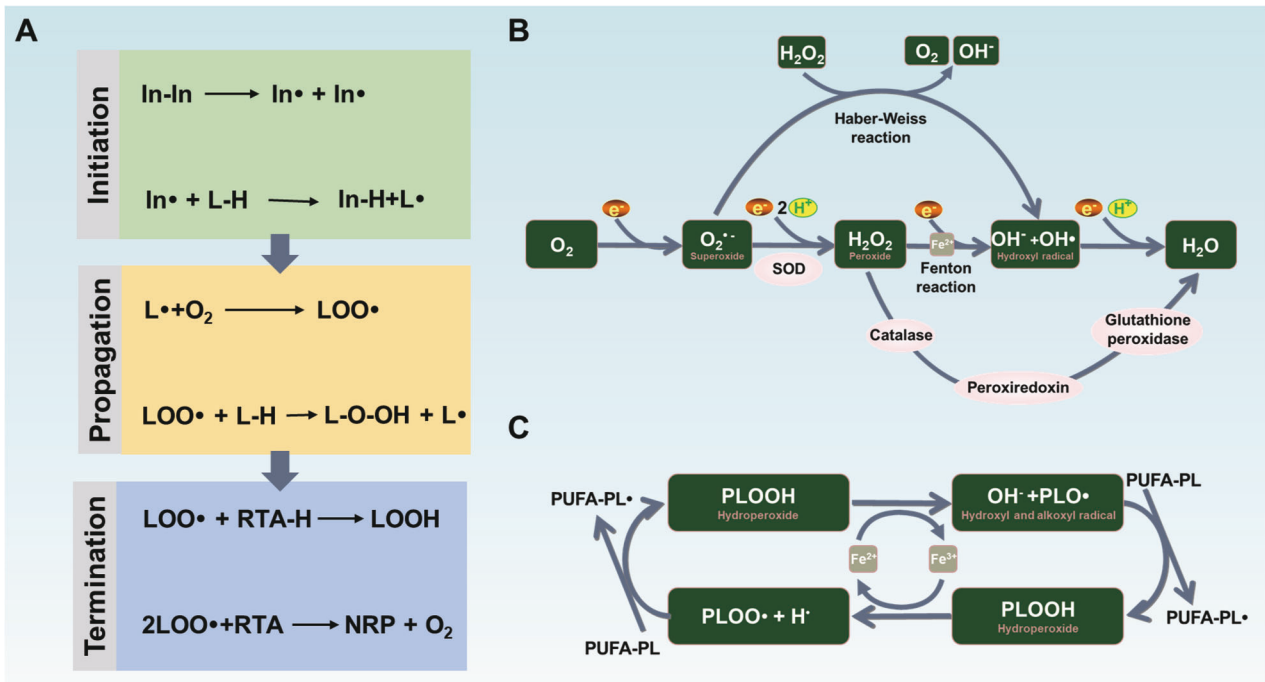 A
Initiation
In-In ⟶ In• + In•
In• + L-H ⟶ In-H+L•
Propagation
L•+O₂ ⟶ LOO•
LOO• + L-H ⟶ L-O-OH + L•
Termination
LOO• + RTA-H ⟶ LOOH
2LOO•+RTA ⟶ NRP + O₂
B
H₂O₂
O₂ OH⁻
Haber-Weiss
reaction
e⁻
e⁻ 2 H⁺
e⁻
e⁻ H⁺
O₂
O₂•⁻
Superoxide
H₂O₂
Peroxide
Fe²⁺
OH⁻ +OH•
Hydroxyl radical
H₂O
SOD
Fenton
reaction
Catalase
Peroxiredoxin
Glutathione
peroxidase
C
PUFA-PL•
PLOOH
Hydroperoxide
OH⁻ +PLO•
Hydroxyl and alkoxyl radical
PUFA-PL
Fe²⁺
Fe³⁺
PLOO• + H•
PLOOH
Hydroperoxide
PUFA-PL
PUFA-PL•